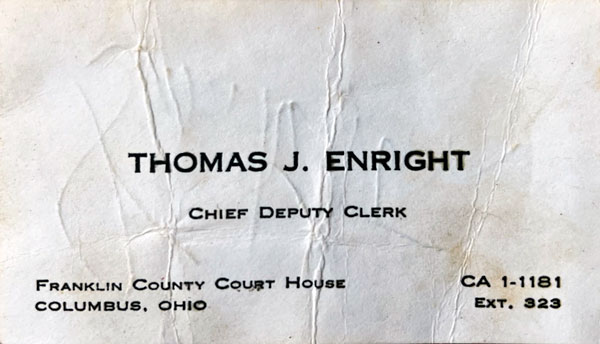 THOMAS J. ENRIGHT
CHIEF DEPUTY CLERK
FRANKLIN COUNTY COURT HOUSE
COLUMBUS, OHIO
CA 1-1181
EXT. 323